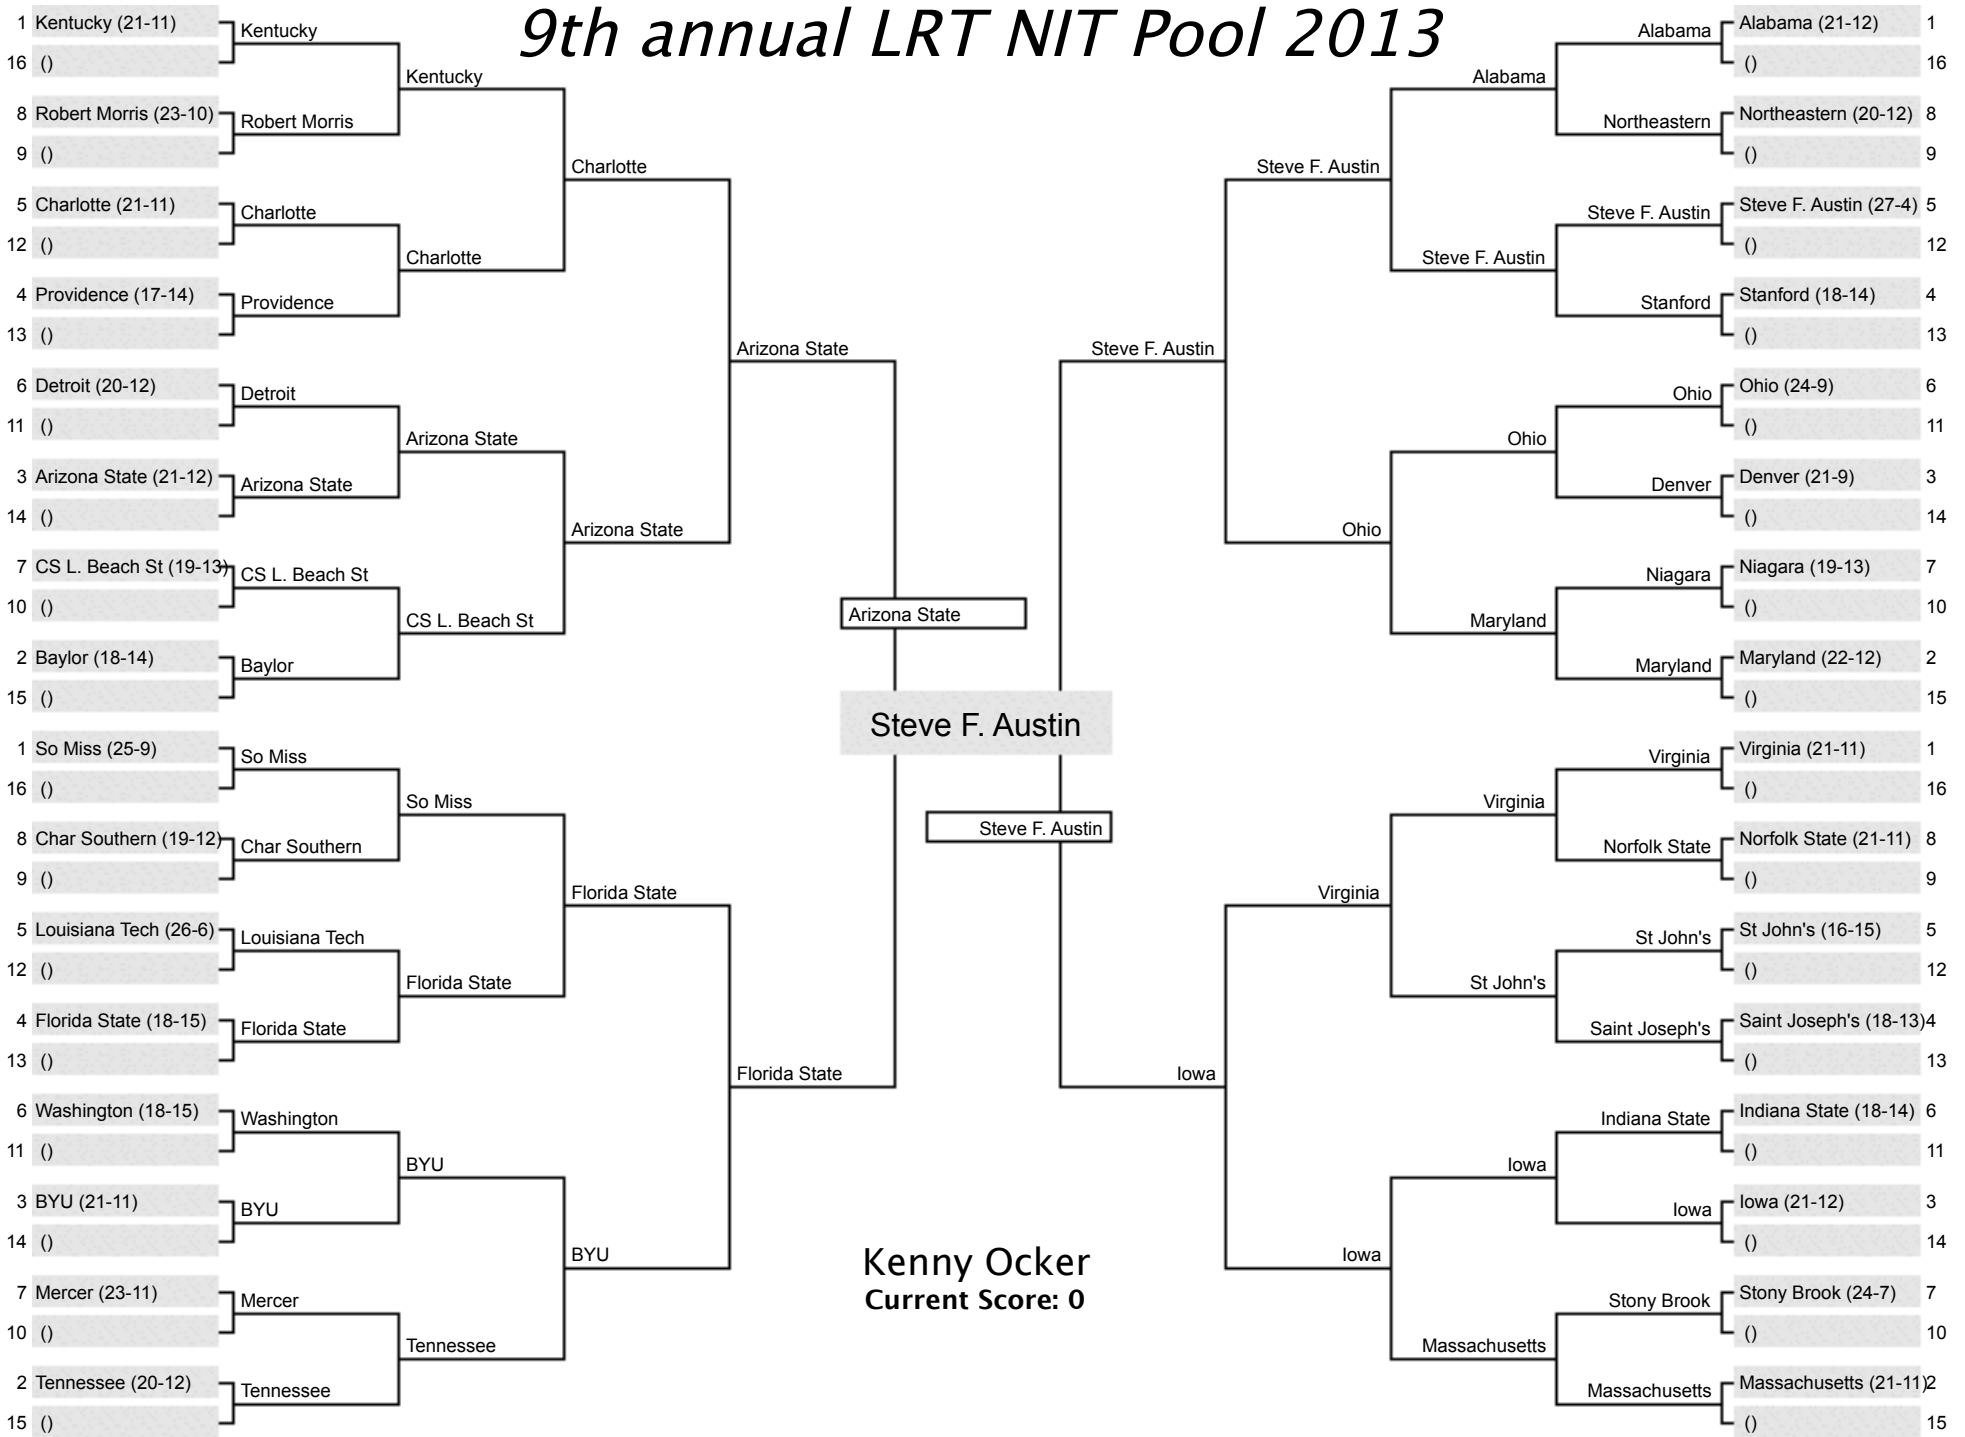 9th annual LRT NIT Pool 2013
1 Kentucky (21-11)
16 ()
8 Robert Morris (23-10)
9 ()
5 Charlotte (21-11)
12 ()
4 Providence (17-14)
13 ()
6 Detroit (20-12)
11 ()
3 Arizona State (21-12)
14 ()
7 CS L. Beach St (19-13)
10 ()
2 Baylor (18-14)
15 ()
1 So Miss (25-9)
16 ()
8 Char Southern (19-12)
9 ()
5 Louisiana Tech (26-6)
12 ()
4 Florida State (18-15)
13 ()
6 Washington (18-15)
11 ()
3 BYU (21-11)
14 ()
7 Mercer (23-11)
10 ()
2 Tennessee (20-12)
15 ()
Kentucky
Robert Morris
Charlotte
Providence
Detroit
Arizona State
CS L. Beach St
Baylor
So Miss
Char Southern
Louisiana Tech
Florida State
Washington
BYU
Mercer
Tennessee
Kentucky
Charlotte
Arizona State
CS L. Beach St
So Miss
Florida State
BYU
Tennessee
Charlotte
Arizona State
Florida State
BYU
Arizona State
Florida State
Arizona State
Steve F. Austin
Steve F. Austin
Kenny Ocker
Current Score: 0
Steve F. Austin
Iowa
Steve F. Austin
Ohio
Virginia
Iowa
Alabama
Steve F. Austin
Ohio
Maryland
Virginia
St John's
Iowa
Massachusetts
Alabama
Northeastern
Steve F. Austin
Stanford
Ohio
Denver
Niagara
Maryland
Virginia
Norfolk State
St John's
Saint Joseph's
Indiana State
Iowa
Stony Brook
Massachusetts
Alabama (21-12) 1
() 16
Northeastern (20-12) 8
() 9
Steve F. Austin (27-4) 5
() 12
Stanford (18-14) 4
() 13
Ohio (24-9) 6
() 11
Denver (21-9) 3
() 14
Niagara (19-13) 7
() 10
Maryland (22-12) 2
() 15
Virginia (21-11) 1
() 16
Norfolk State (21-11) 8
() 9
St John's (16-15) 5
() 12
Saint Joseph's (18-13) 4
() 13
Indiana State (18-14) 6
() 11
Iowa (21-12) 3
() 14
Stony Brook (24-7) 7
() 10
Massachusetts (21-11) 2
() 15